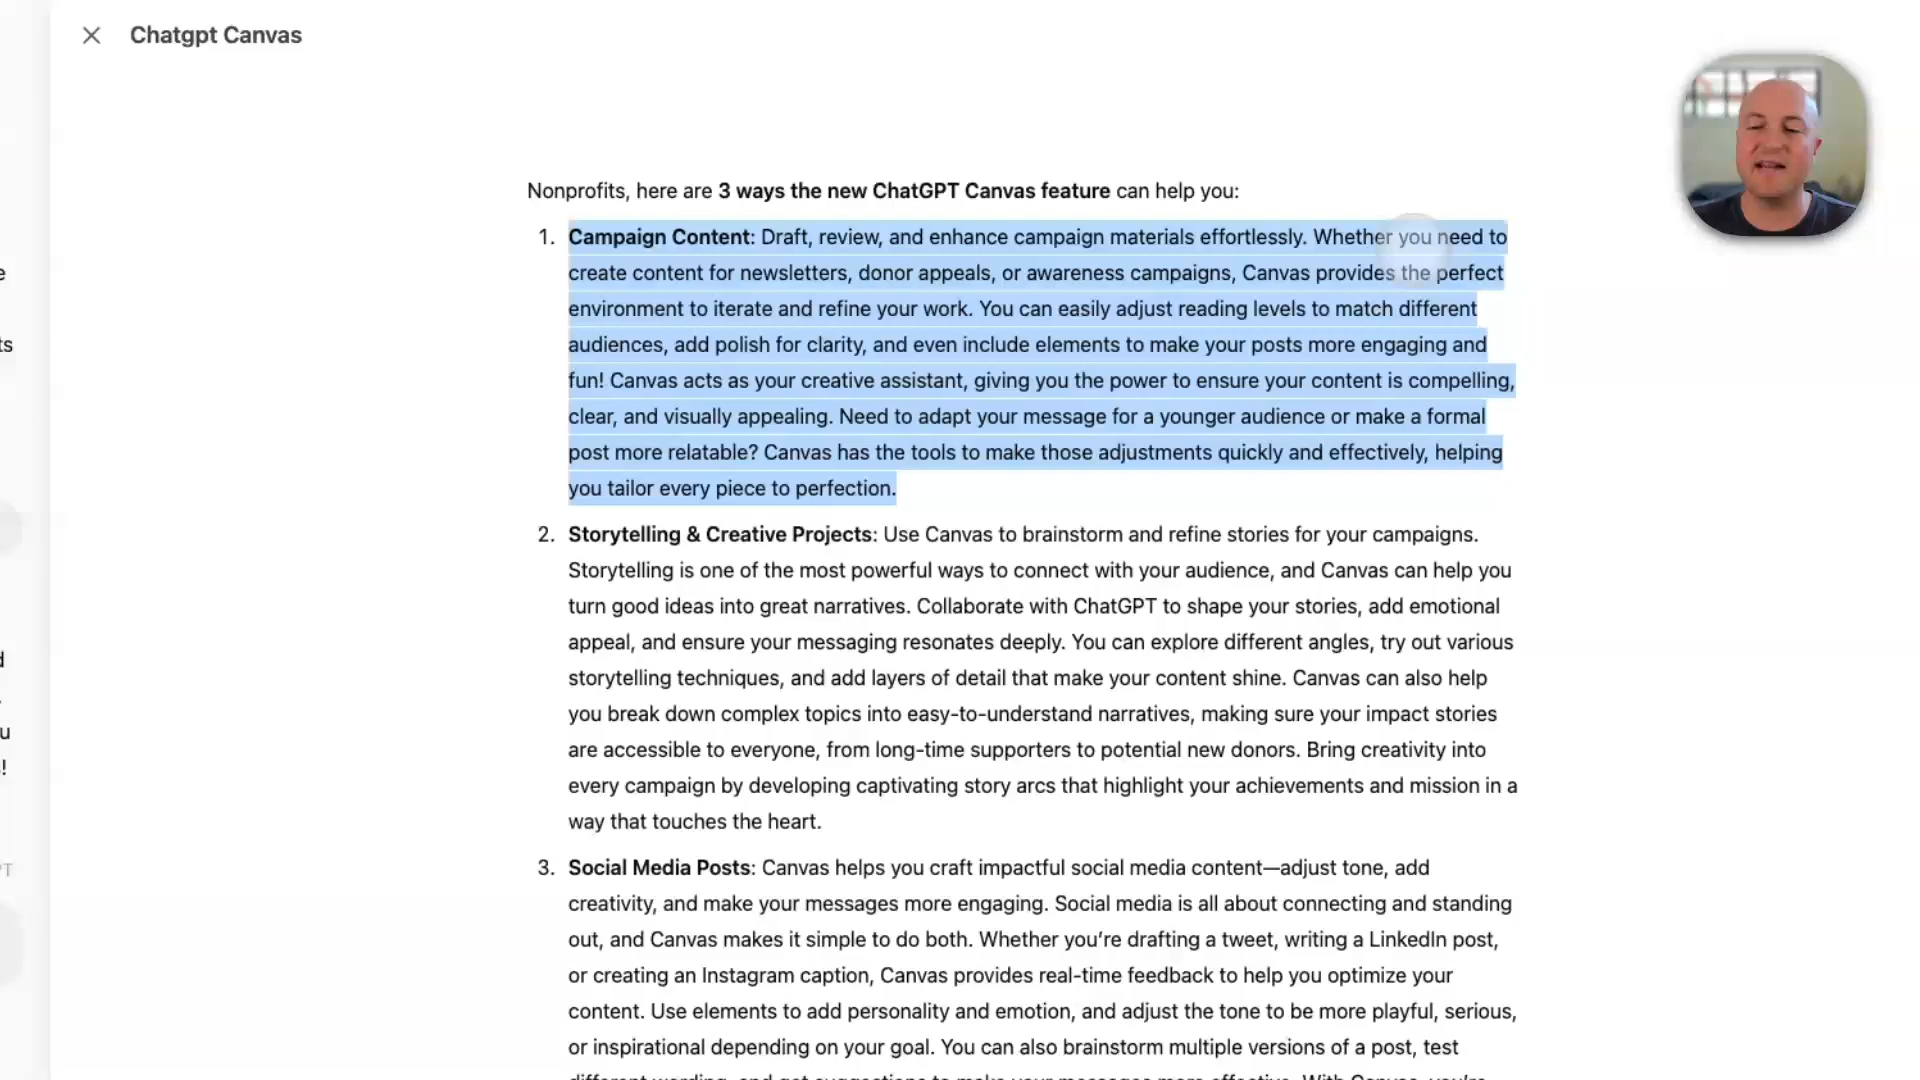 Chatgpt Canvas
Nonprofits, here are 3 ways the new ChatGPT Canvas feature can help you:
1. Campaign Content: Draft, review, and enhance campaign materials effortlessly. Whether you need to
create content for newsletters, donor appeals, or awareness campaigns, Canvas provides the perfect
environment to iterate and refine your work. You can easily adjust reading levels to match different
audiences, add polish for clarity, and even include elements to make your posts more engaging and
fun! Canvas acts as your creative assistant, giving you the power to ensure your content is compelling,
clear, and visually appealing. Need to adapt your message for a younger audience or make a formal
post more relatable? Canvas has the tools to make those adjustments quickly and effectively, helping
you tailor every piece to perfection.
2. Storytelling & Creative Projects: Use Canvas to brainstorm and refine stories for your campaigns.
Storytelling is one of the most powerful ways to connect with your audience, and Canvas can help you
turn good ideas into great narratives. Collaborate with ChatGPT to shape your stories, add emotional
appeal, and ensure your messaging resonates deeply. You can explore different angles, try out various
storytelling techniques, and add layers of detail that make your content shine. Canvas can also help
you break down complex topics into easy-to-understand narratives, making sure your impact stories
are accessible to everyone, from long-time supporters to potential new donors. Bring creativity into
every campaign by developing captivating story arcs that highlight your achievements and mission in a
way that touches the heart.
3. Social Media Posts: Canvas helps you craft impactful social media content—adjust tone, add
creativity, and make your messages more engaging. Social media is all about connecting and standing
out, and Canvas makes it simple to do both. Whether you're drafting a tweet, writing a LinkedIn post,
or creating an Instagram caption, Canvas provides real-time feedback to help you optimize your
content. Use elements to add personality and emotion, and adjust the tone to be more playful, serious,
or inspirational depending on your goal. You can also brainstorm multiple versions of a post, test